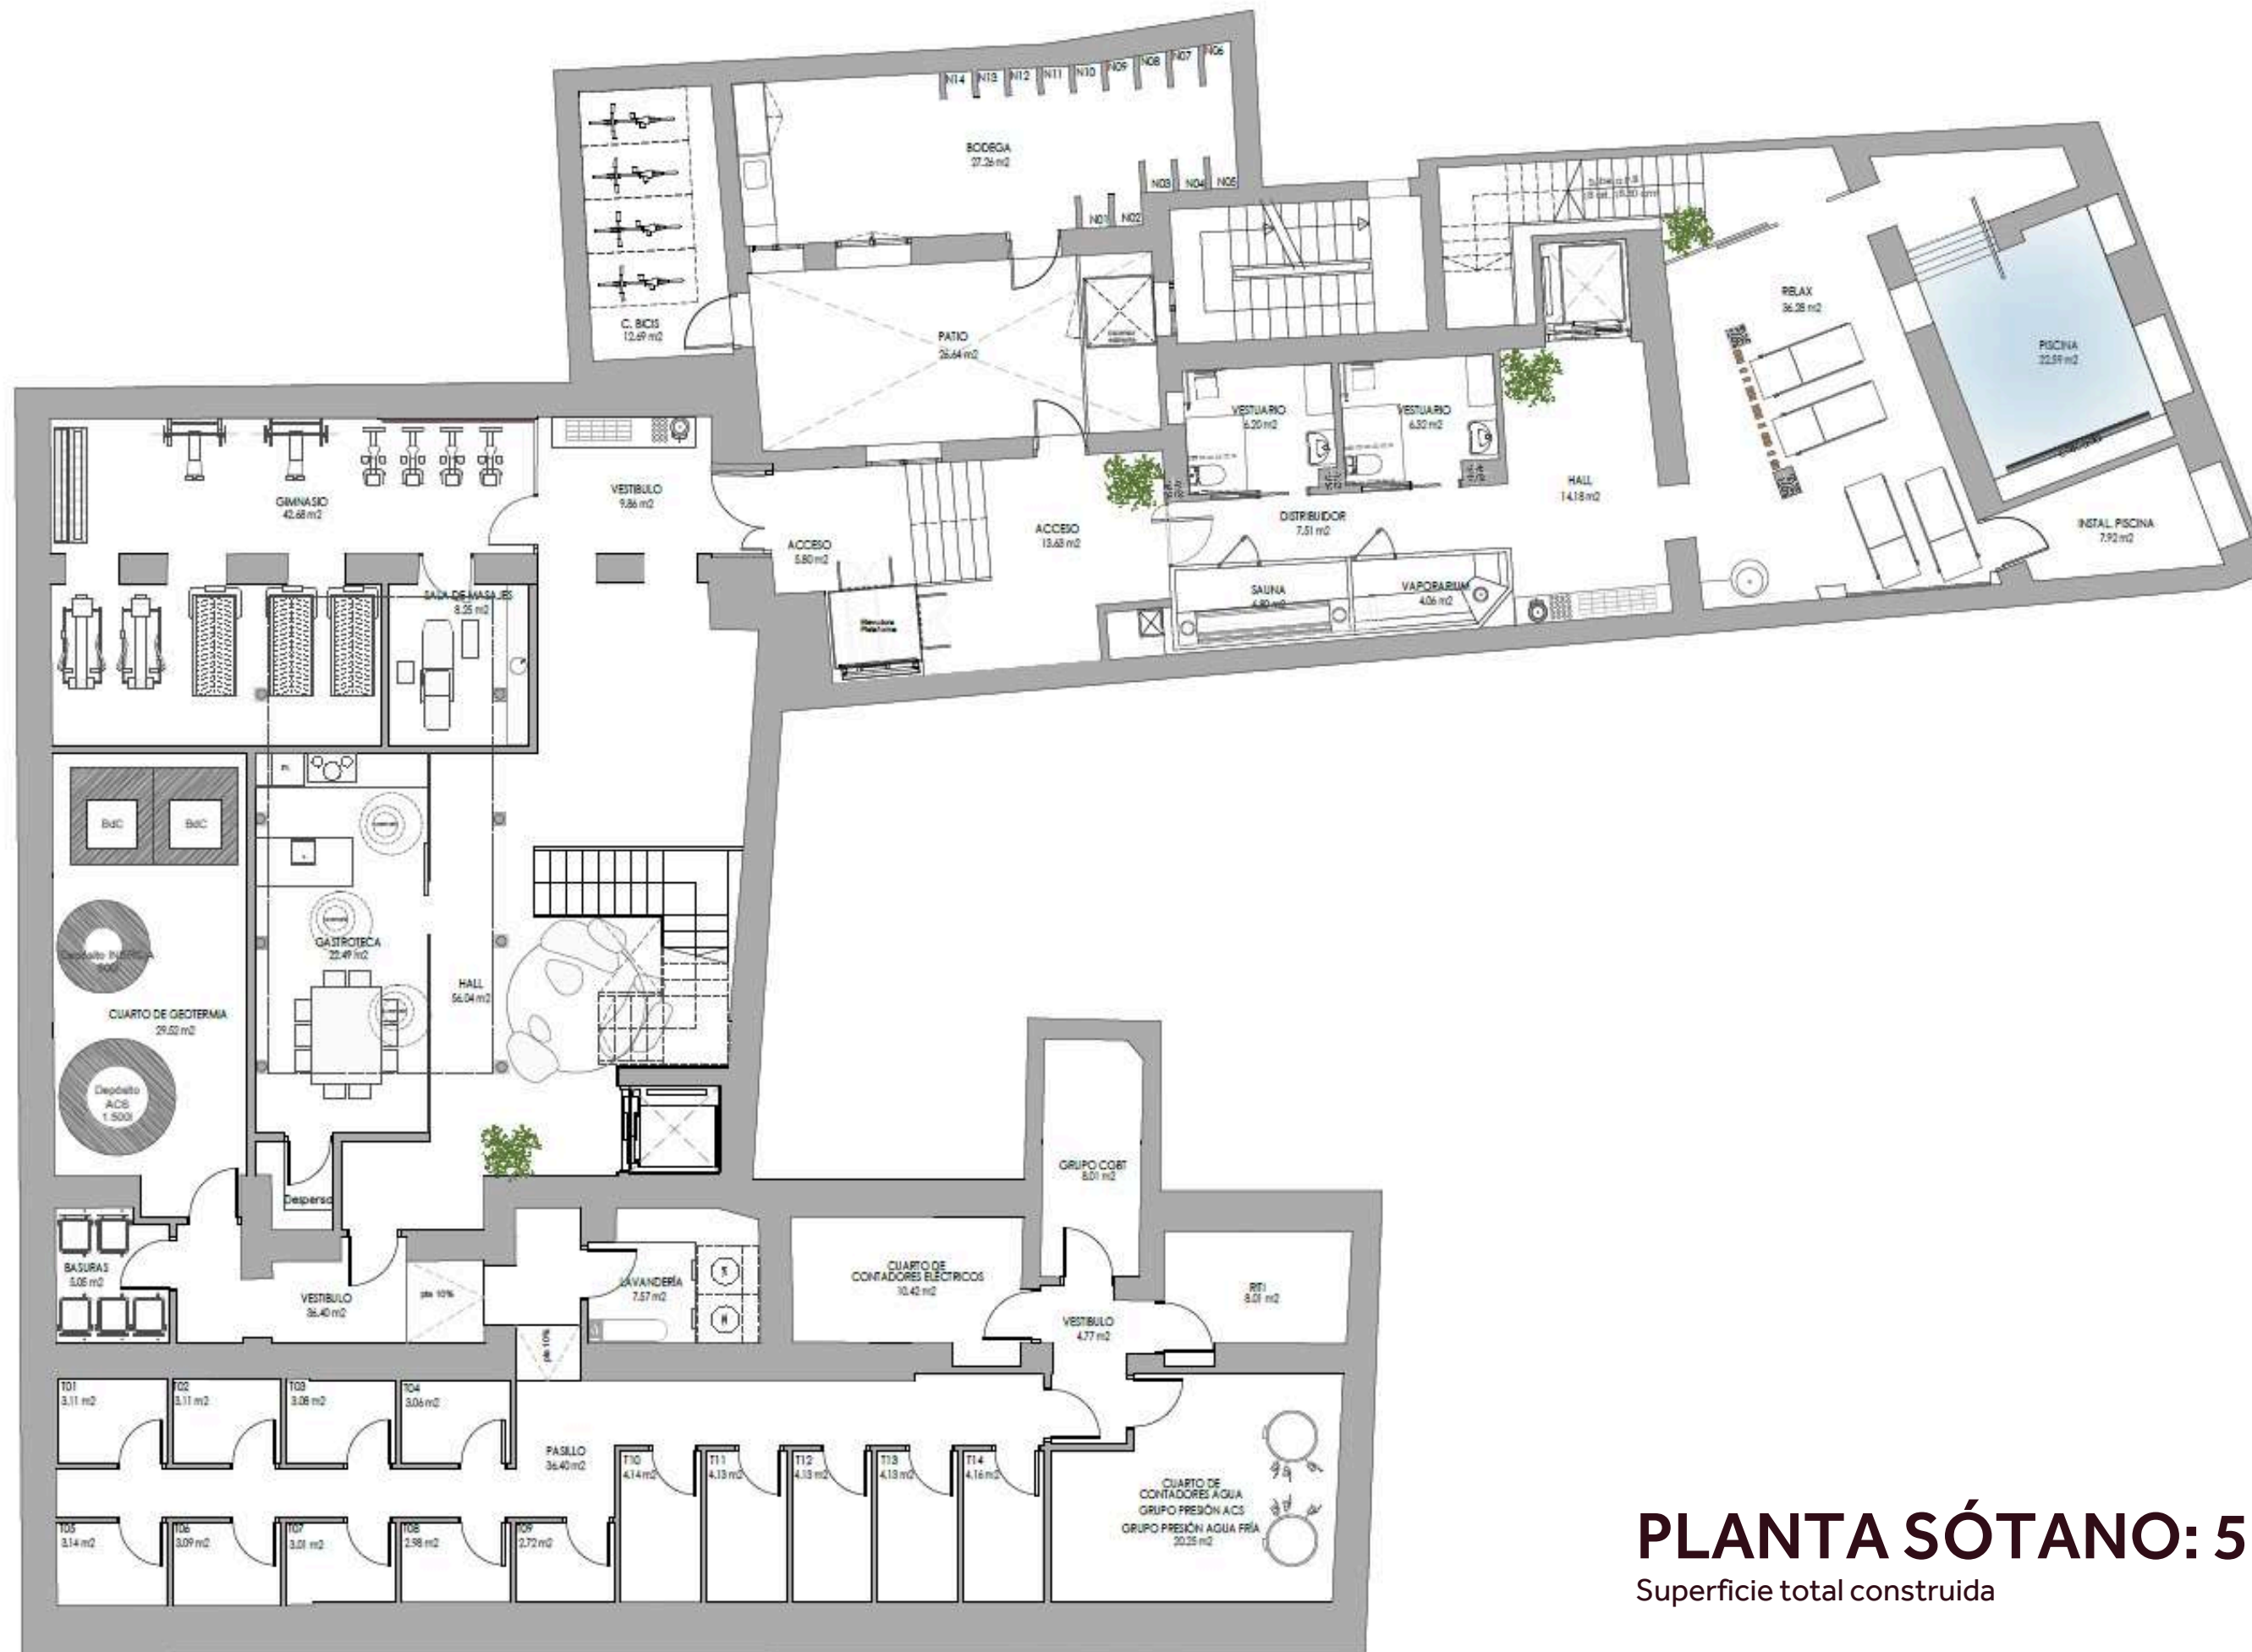 N14 N13 N12 N11 N10 N09 N08 N07 N06
BODEGA
27.26 m2
N03 N04 N05
N01 N02
C. BICIS
12.69 m2
PATIO
26.64 m2
RELAX
36.28 m2
PISCINA
22.59 m2
VESTUARIO
6.20 m2
VESTUARIO
6.32 m2
HALL
14.18 m2
GIMNASIO
42.68 m2
VESTIBULO
9.86 m2
ACCESO
5.80 m2
ACCESO
13.63 m2
DISTRIBUIDOR
7.51 m2
INSTAL. PISCINA
7.92 m2
SALA DE MASAJES
8.25 m2
SAUNA
VAPORARIUM
4.06 m2
BdC
BdC
GASTROTECA
22.49 m2
HALL
56.04 m2
CUARTO DE GEOTERMIA
29.52 m2
Depósito
ACS
1.500l
Despensa
GRUPO CGBT
8.01 m2
BASURAS
5.05 m2
VESTIBULO
36.40 m2
pte 10%
pte 10%
LAVANDERÍA
7.57 m2
CUARTO DE
CONTADORES ELÉCTRICOS
10.42 m2
VESTIBULO
4.77 m2
RITI
8.01 m2
T01
3.11 m2
T02
3.11 m2
T03
3.08 m2
T04
3.06 m2
PASILLO
36.40 m2
T05
3.14 m2
T06
3.09 m2
T07
3.01 m2
T08
2.98 m2
T09
2.72 m2
T10
4.14 m2
T11
4.13 m2
T12
4.13 m2
T13
4.13 m2
T14
4.16 m2
CUARTO DE
CONTADORES AGUA
GRUPO PRESIÓN ACS
GRUPO PRESIÓN AGUA FRÍA
20.25 m2
PLANTA SÓTANO: 5
Superficie total construida